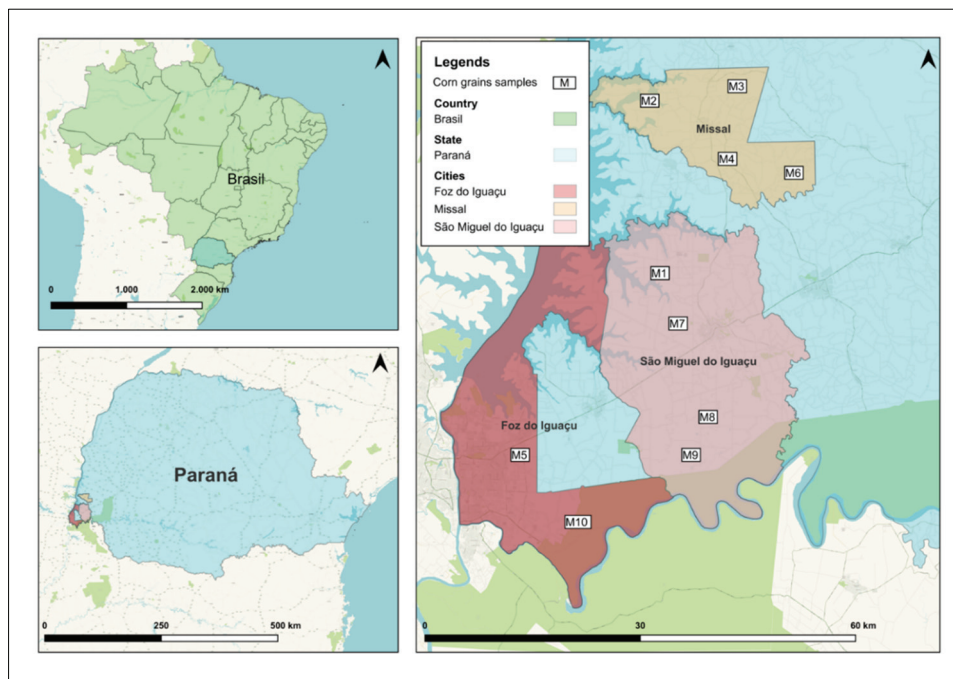 Brasil
0 1.000 2.000 km
Paraná
0 250 500 km
Legends
Corn grains samples M
Country
Brasil
State
Paraná
Cities
Foz do Iguaçu
Missal
São Miguel do Iguaçu
M3
M2
Missal
M4
M6
M1
M7
São Miguel do Iguaçu
M8
Foz do Iguaçu
M5
M9
M10
0 30 60 km